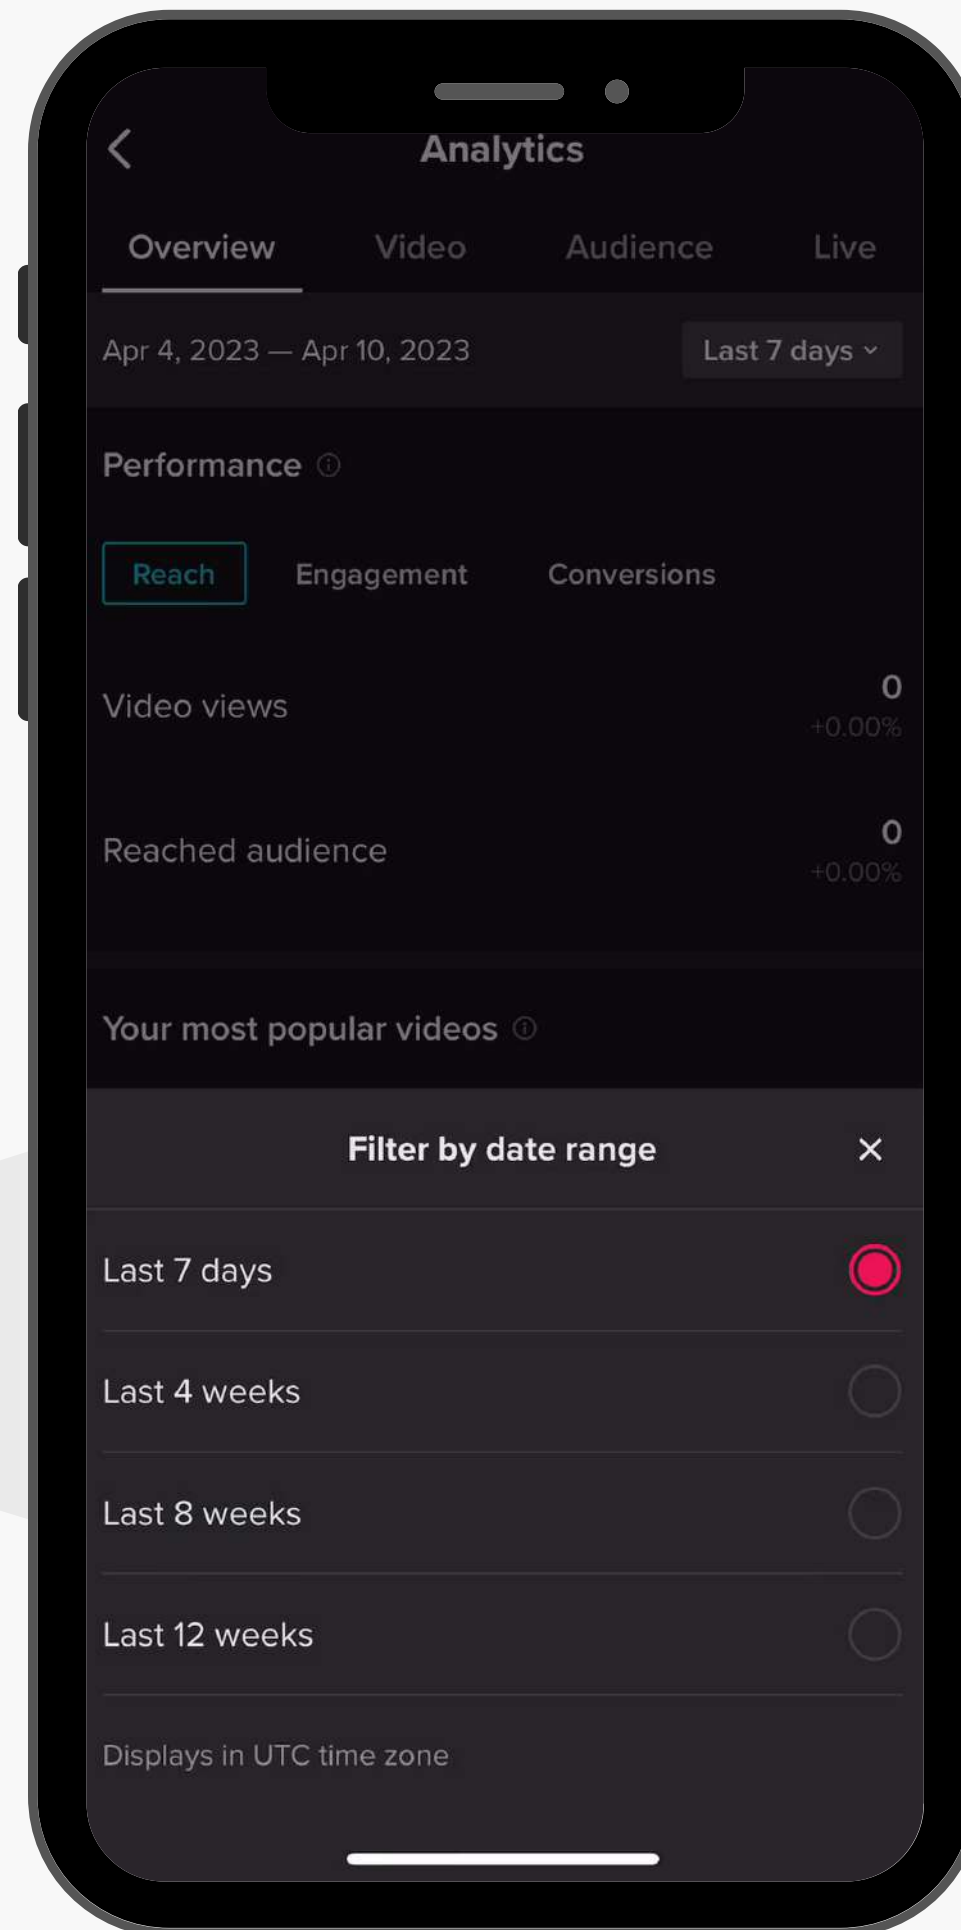 Analytics
Overview Video Audience Live
Apr 4, 2023 — Apr 10, 2023 Last 7 days
Performance
Reach Engagement Conversions
Video views 0
+0.00%
Reached audience 0
+0.00%
Your most popular videos
Filter by date range
Last 7 days
Last 4 weeks
Last 8 weeks
Last 12 weeks
Displays in UTC time zone